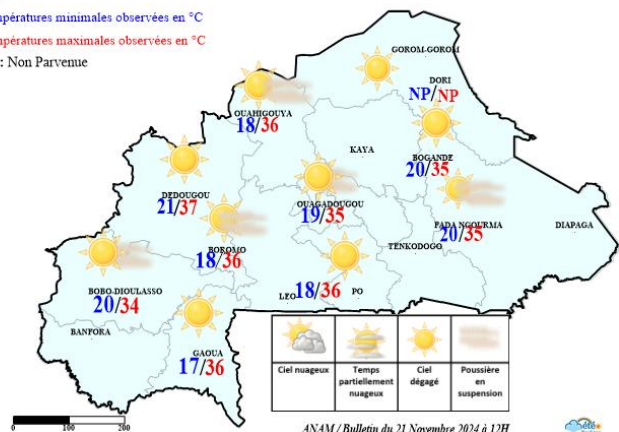 mpératures minimales observées en °C
mpératures maximales observées en °C
: Non Parvenue
GOROM-GOROM
DORI
NP/NP
OUAHIGOUYA
18/36
KAYA
BOGANDE
20/35
DEDOUGOU
21/37
OUAGADOUGOU
19/35
FADA NGOURMA
20/35
DIAPAGA
BOROMO
18/36
TENKODOGO
BOBO-DIOULASSO
20/34
LEO
18/36
PO
BANFORA
GAOUA
17/36
Ciel nuageux
Temps
partiellement
nuageux
Ciel
dégagé
Poussière
en
suspension
0 100 200
ANAM / Bulletin du 21 Novembre 2024 à 12H